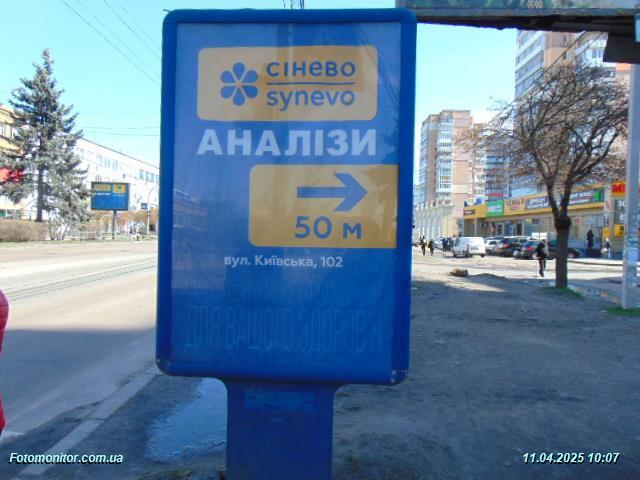 сінево
synevo
АНАЛІЗИ
50 м
вул. Київська, 102
ДЛЯ ВАШОГО ЗДОРОВ'Я
Fotomonitor.com.ua
11.04.2025 10:07